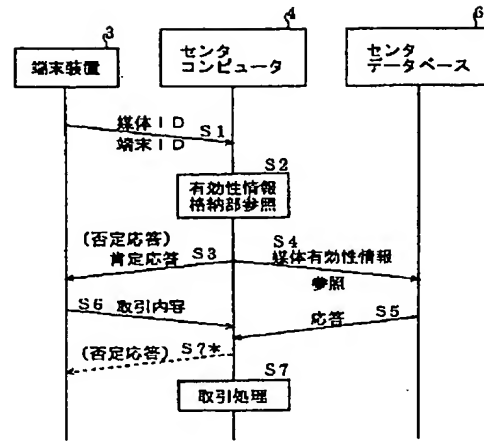 3
4
6
端末装置
センタ
コンピュータ
センタ
データベース
媒体ID
端末ID
S1
S2
有効性情報
格納部参照
(否定応答)
肯定応答
S3
S4
媒体有効性情報
参照
S6 取引内容
応答
S5
(否定応答)
S7*
S7
取引処理